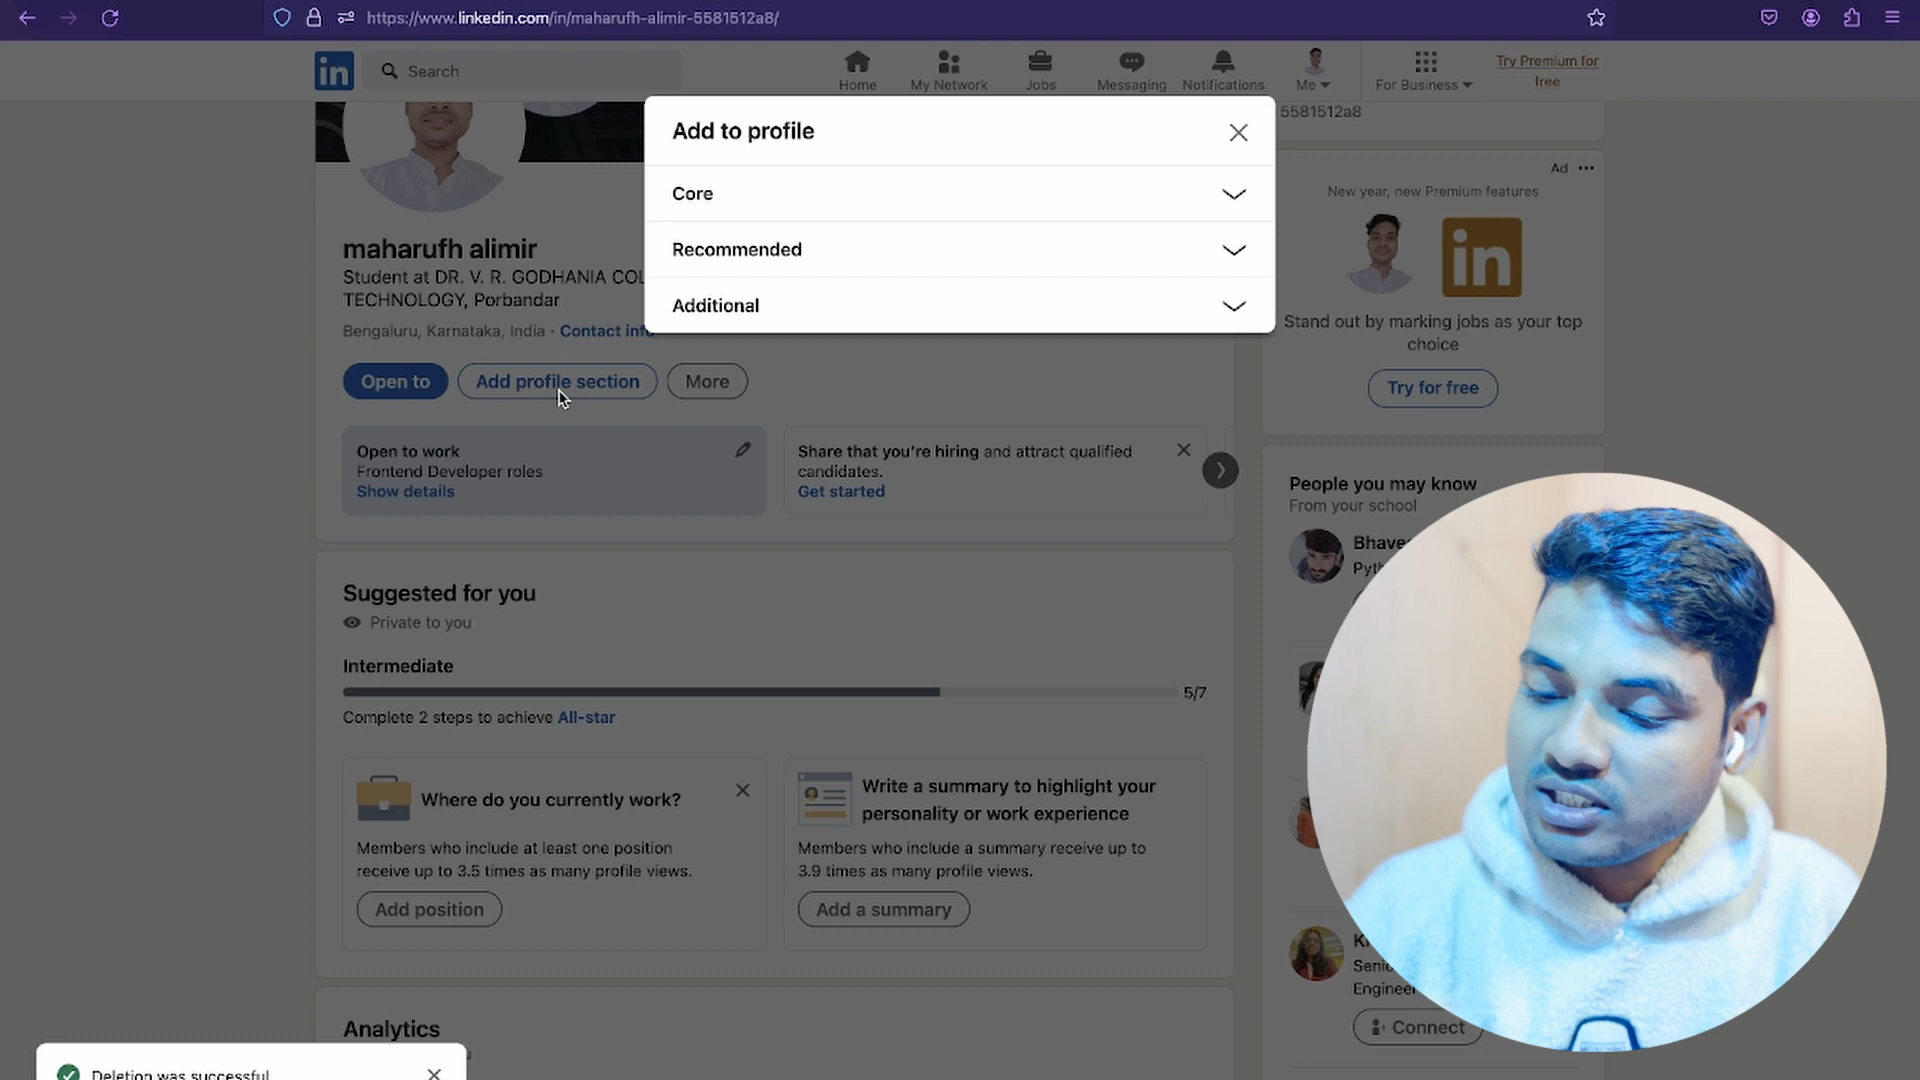 https://www.linkedin.com/in/maharufh-alimir-5581512a8/
in
Search
Home
My Network
Jobs
Messaging
Notifications
Me
For Business
Try Premium for
free
Add to profile
Core
Recommended
Additional
maharufh alimir
Student at DR. V. R. GODHANIA
TECHNOLOGY, Porbandar
Bengaluru, Karnataka, India · Contact info
Open to
Add profile section
More
Open to work
Frontend Developer roles
Show details
Share that you're hiring and attract qualified
candidates.
Get started
Suggested for you
Private to you
Intermediate
5/7
Complete 2 steps to achieve All-star
Where do you currently work?
Members who include at least one position
receive up to 3.5 times as many profile views.
Add position
Write a summary to highlight your
personality or work experience
Members who include a summary receive up to
3.9 times as many profile views.
Add a summary
Analytics
Deletion was successful
5581512a8
Ad
New year, new Premium features
in
Stand out by marking jobs as your top
choice
Try for free
People you may know
From your school
Engineer
Connect